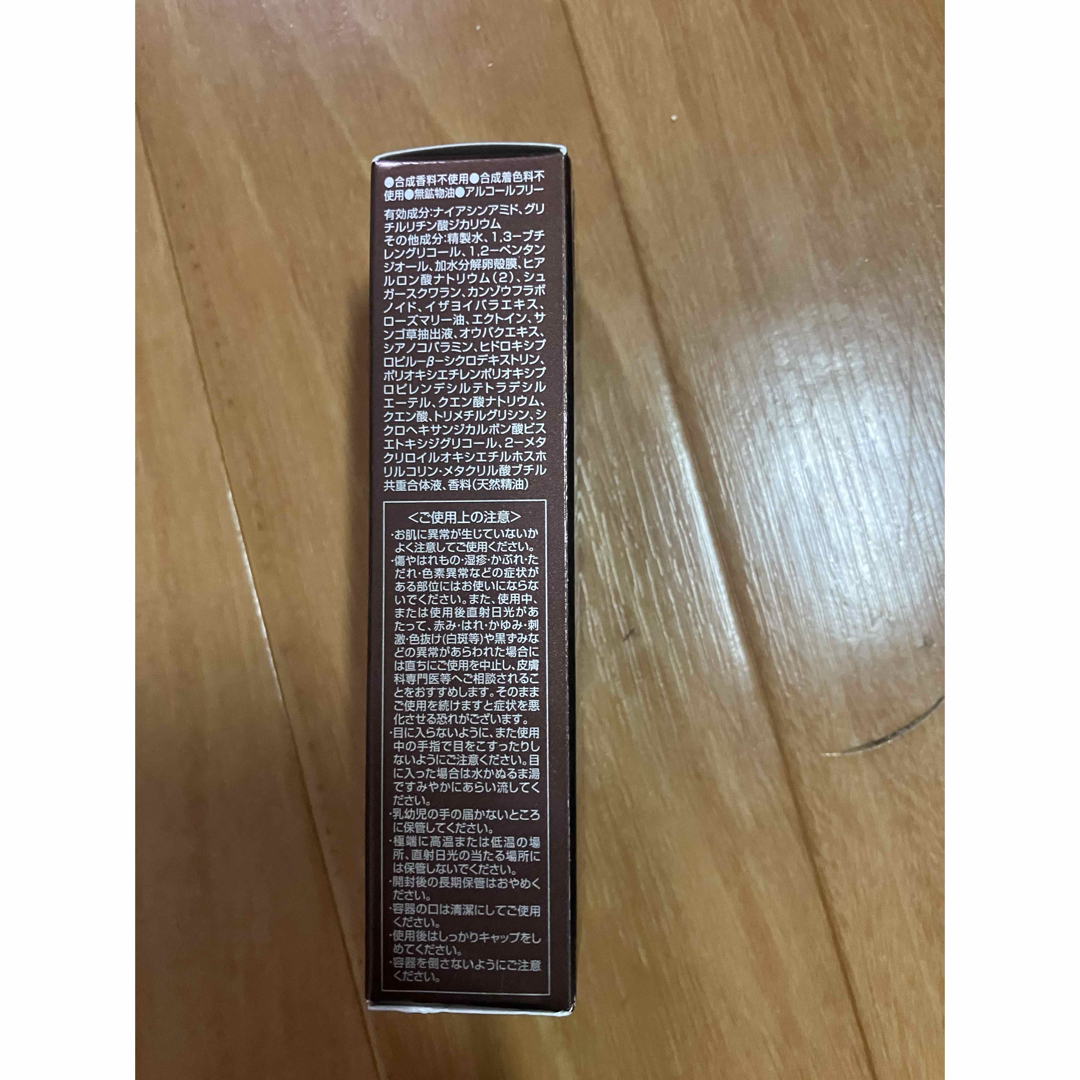 ●合成香料不使用●合成着色料不
使用●無鉱物油●アルコールフリー
有効成分:ナイアシンアミド、グリ
チルリチン酸ジカリウム
その他成分:精製水、1,3−ブチ
レングリコール、1,2−ペンタン
ジオール、加水分解卵殻膜、ヒア
ルロン酸ナトリウム(2)、シュ
ガースクワラン、カンゾウフラボ
ノイド、イザヨイバラエキス、
ローズマリー油、エクトイン、サ
ンゴ草抽出液、オウバクエキス、
シアノコバラミン、ヒドロキシプ
ロピル−β−シクロデキストリン、
ポリオキシエチレンポリオキシプ
ロピレンデシルテトラデシル
エーテル、クエン酸ナトリウム、
クエン酸、トリメチルグリシン、シ
クロヘキサンジカルボン酸ビス
エトキシジグリコール、2−メタ
クリロイルオキシエチルホスホ
リルコリン・メタクリル酸ブチル
共重合体液、香料(天然精油)
＜ご使用上の注意＞
・お肌に異常が生じていないか
よく注意してご使用ください。
・傷やはれもの・湿疹・かぶれ・た
だれ・色素異常などの症状が
ある部位にはお使いにならな
いでください。また、使用中、
または使用後直射日光があ
たって、赤み・はれ・かゆみ・刺
激・色抜け(白斑等)や黒ずみな
どの異常があらわれた場合に
は直ちにご使用を中止し、皮膚
科専門医等へご相談されるこ
とをおすすめします。そのまま
ご使用を続けますと症状を悪
化させる恐れがございます。
・目に入らないように、また使用
中の手指で目をこすったりし
ないようにご注意ください。目
に入った場合は水かぬるま湯
ですみやかにあらい流してく
ださい。
・乳幼児の手の届かないところ
に保管してください。
・極端に高温または低温の場
所、直射日光の当たる場所に
は保管しないでください。
・開封後の長期保管はおやめく
ださい。
・容器の口は清潔にしてご使用
ください。
・使用後はしっかりキャップをし
めてください。
・容器を倒さないようにご注意
ください。